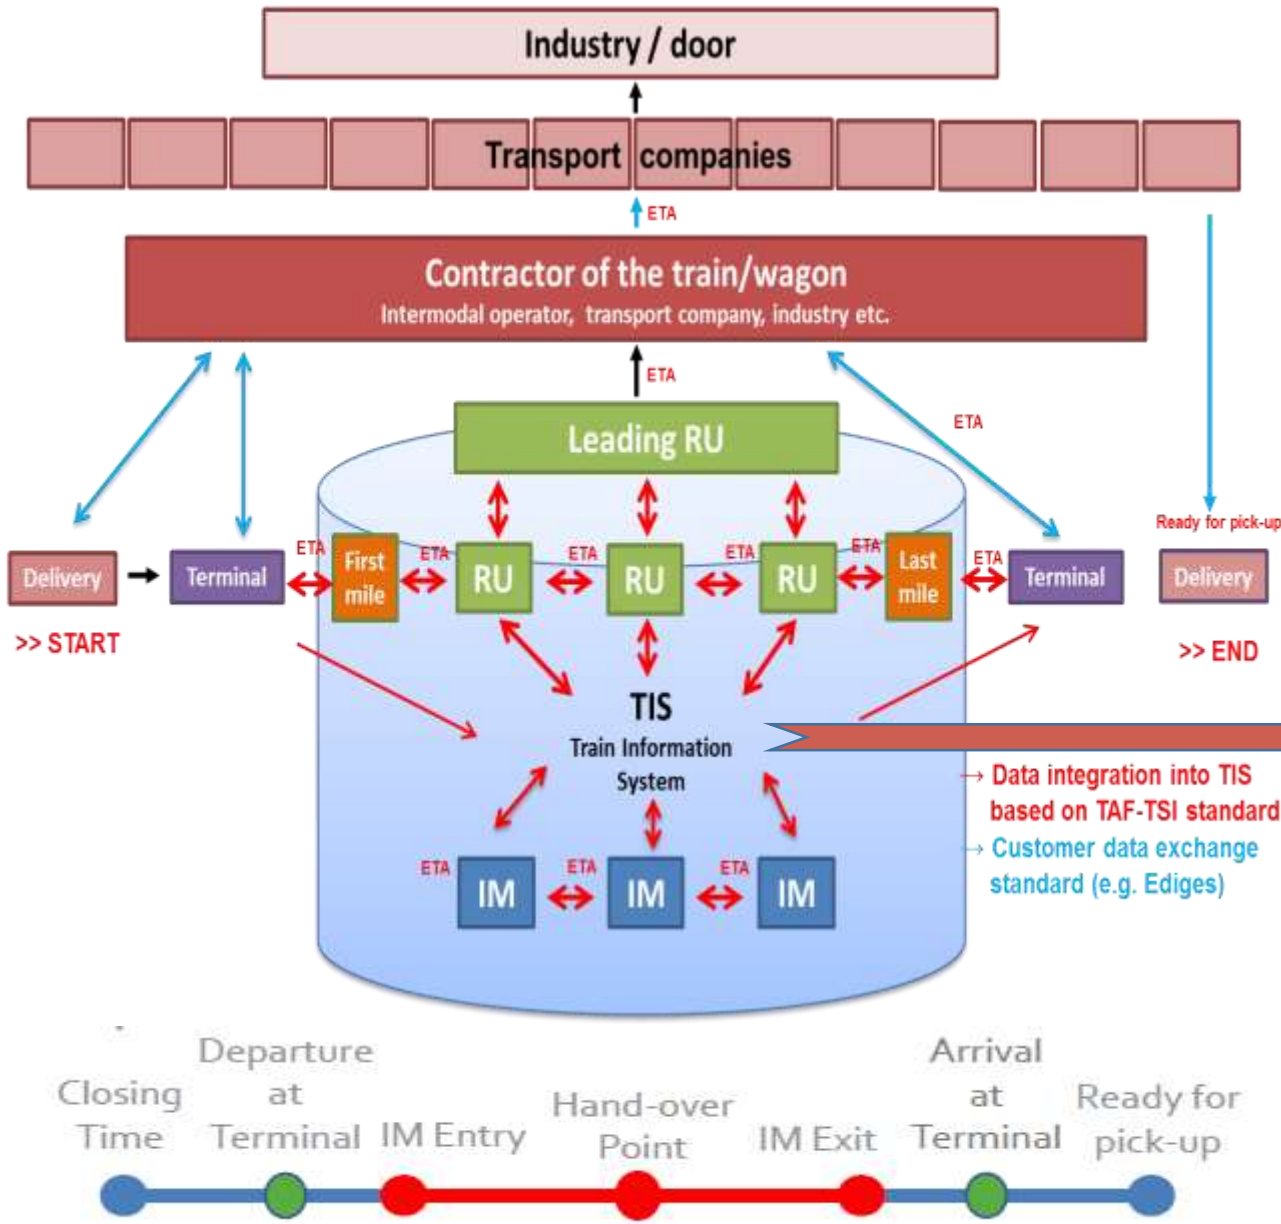 Industry / door
Transport companies
ETA
Contractor of the train/wagon
Intermodal operator, transport company, industry etc.
ETA
ETA
Leading RU
Ready for pick-up
Delivery
Terminal
ETA
First
mile
ETA
RU
ETA
RU
ETA
RU
ETA
Last
mile
ETA
Terminal
Delivery
>> START
>> END
TIS
Train Information
System
→ Data integration into TIS
based on TAF-TSI standard
→ Customer data exchange
standard (e.g. Ediges)
ETA
IM
ETA
IM
ETA
IM
Closing
Time
Departure
at
Terminal
IM Entry
Hand-over
Point
IM Exit
Arrival
at
Terminal
Ready for
pick-up